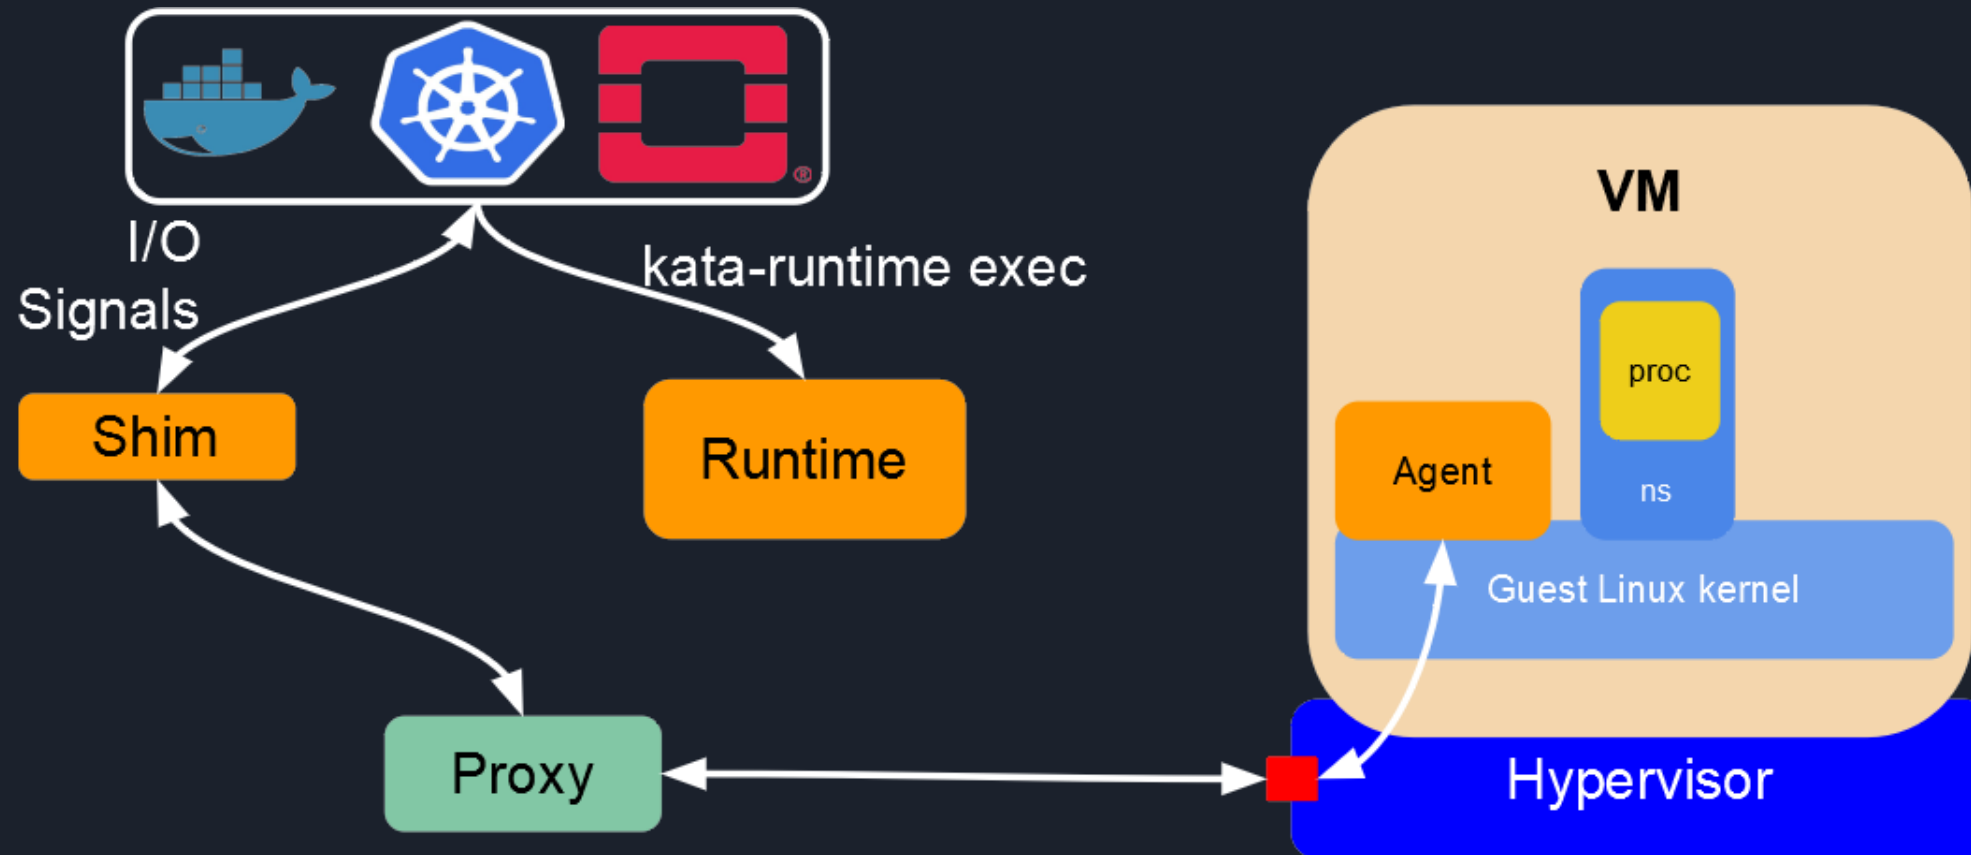 ®
I/O
Signals
kata-runtime exec
VM
proc
Shim
Runtime
Agent
ns
Guest Linux kernel
Proxy
Hypervisor